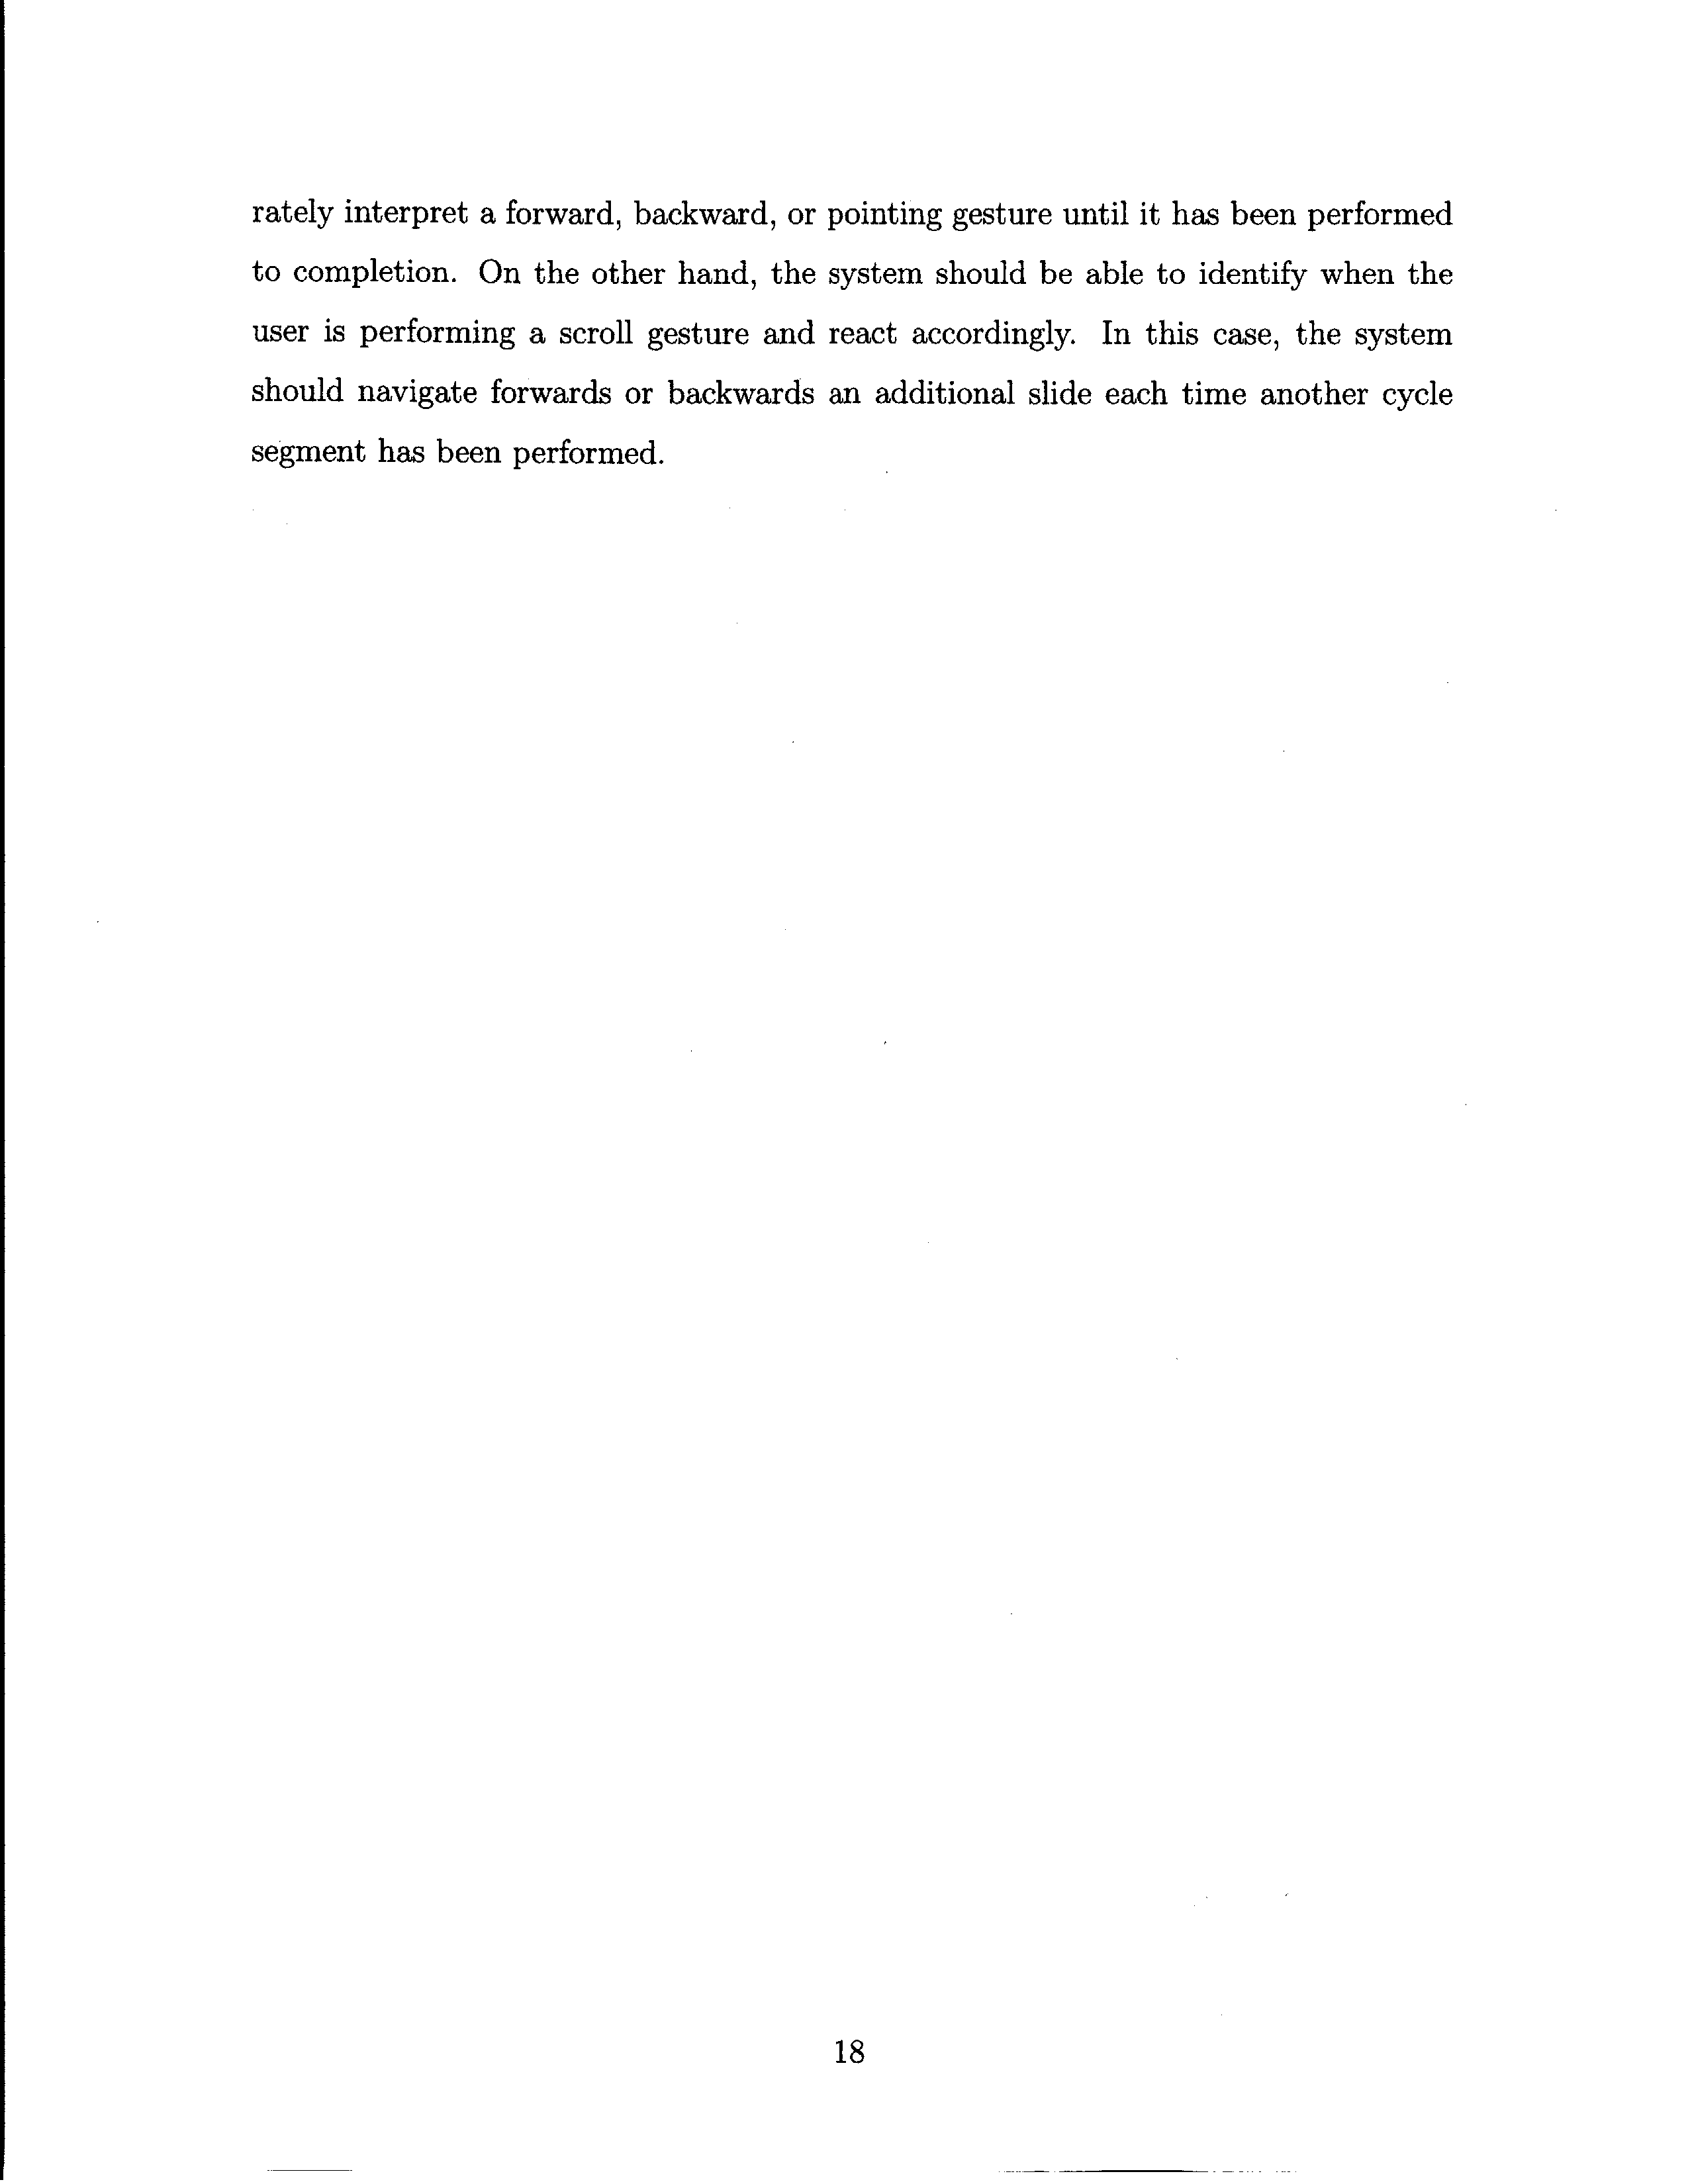 rately interpret a forward, backward, or pointing gesture until it has been performed
to completion. On the other hand, the system should be able to identify when the
user is performing a scroll gesture and react accordingly. In this case, the system
should navigate forwards or backwards an additional slide each time another cycle
segment has been performed.
18